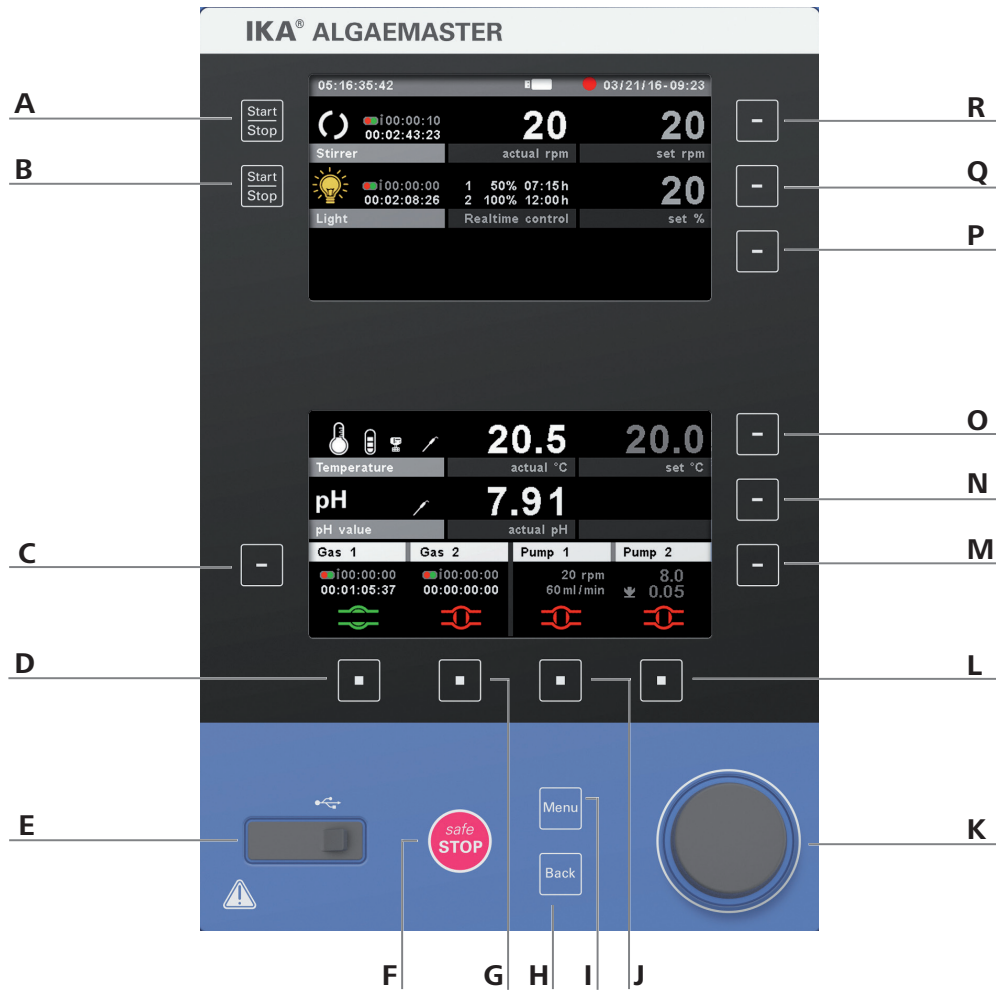 IKA® ALGAEMASTER
05:16:35:42 E 03/21/16-09:23
A
Start
Stop
i00:00:10
00:02:43:23
20
20
R
Stirrer actual rpm set rpm
B
Start
Stop
i00:00:00
00:02:08:26
1 50% 07:15h
2 100% 12:00h
20
Q
Light Realtime control set %
P
20.5 20.0
O
Temperature actual °C set °C
pH 7.91
N
pH value actual pH
Gas 1 Gas 2 Pump 1 Pump 2
C
M
i00:00:00 i00:00:00 20 rpm 8.0
00:01:05:37 00:00:00:00 60ml/min 0.05
D
L
E
safe
STOP
Menu
K
Back
F G H I J